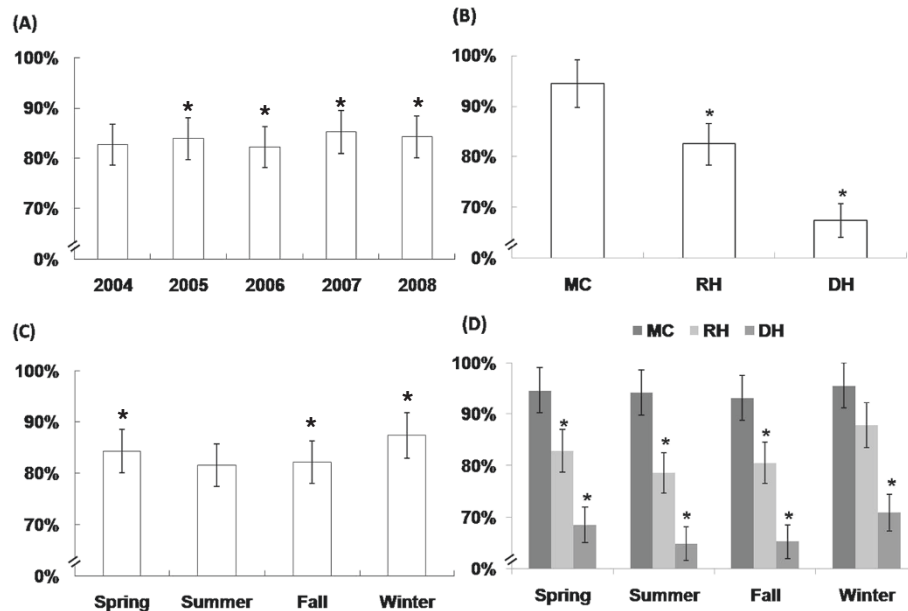 (A)
100%
90%
80%
70%
0%
* * * *
2004 2005 2006 2007 2008
(B)
100%
90%
80%
70%
0%
* *
MC RH DH
(C)
100%
90%
80%
70%
0%
* * *
Spring Summer Fall Winter
(D)
MC RH DH
100%
90%
80%
70%
0%
* * * * * * *
Spring Summer Fall Winter